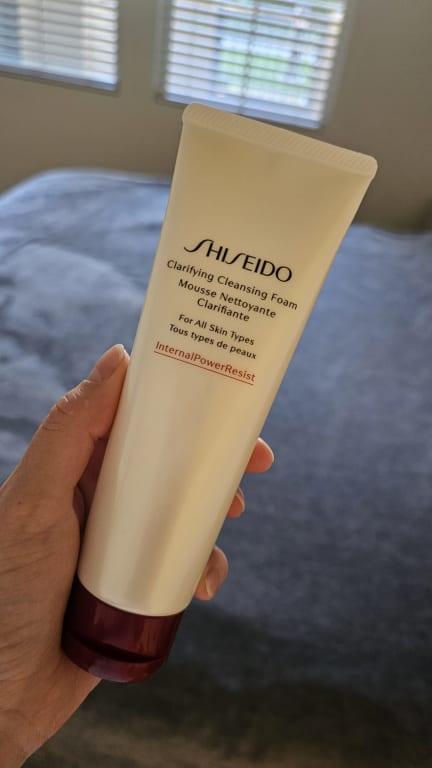 SHISEIDO
Clarifying Cleansing Foam
Mousse Nettoyante
Clarifiante
For All Skin Types
Tous types de peaux
InternalPowerResist